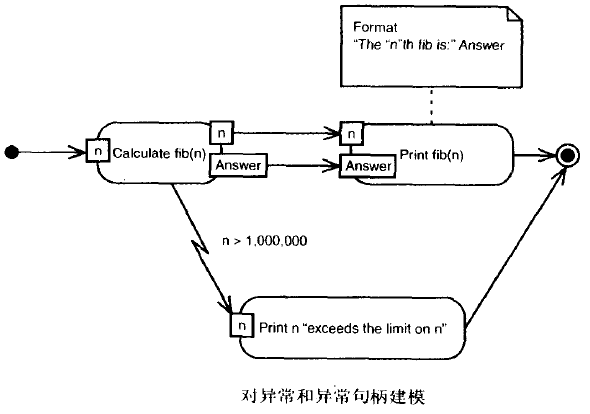 Format
“The “n”th fib is:” Answer
n
n
n
Calculate fib(n)
Print fib(n)
Answer
Answer
n > 1,000,000
n
Print n “exceeds the limit on n”
对异常和异常句柄建模